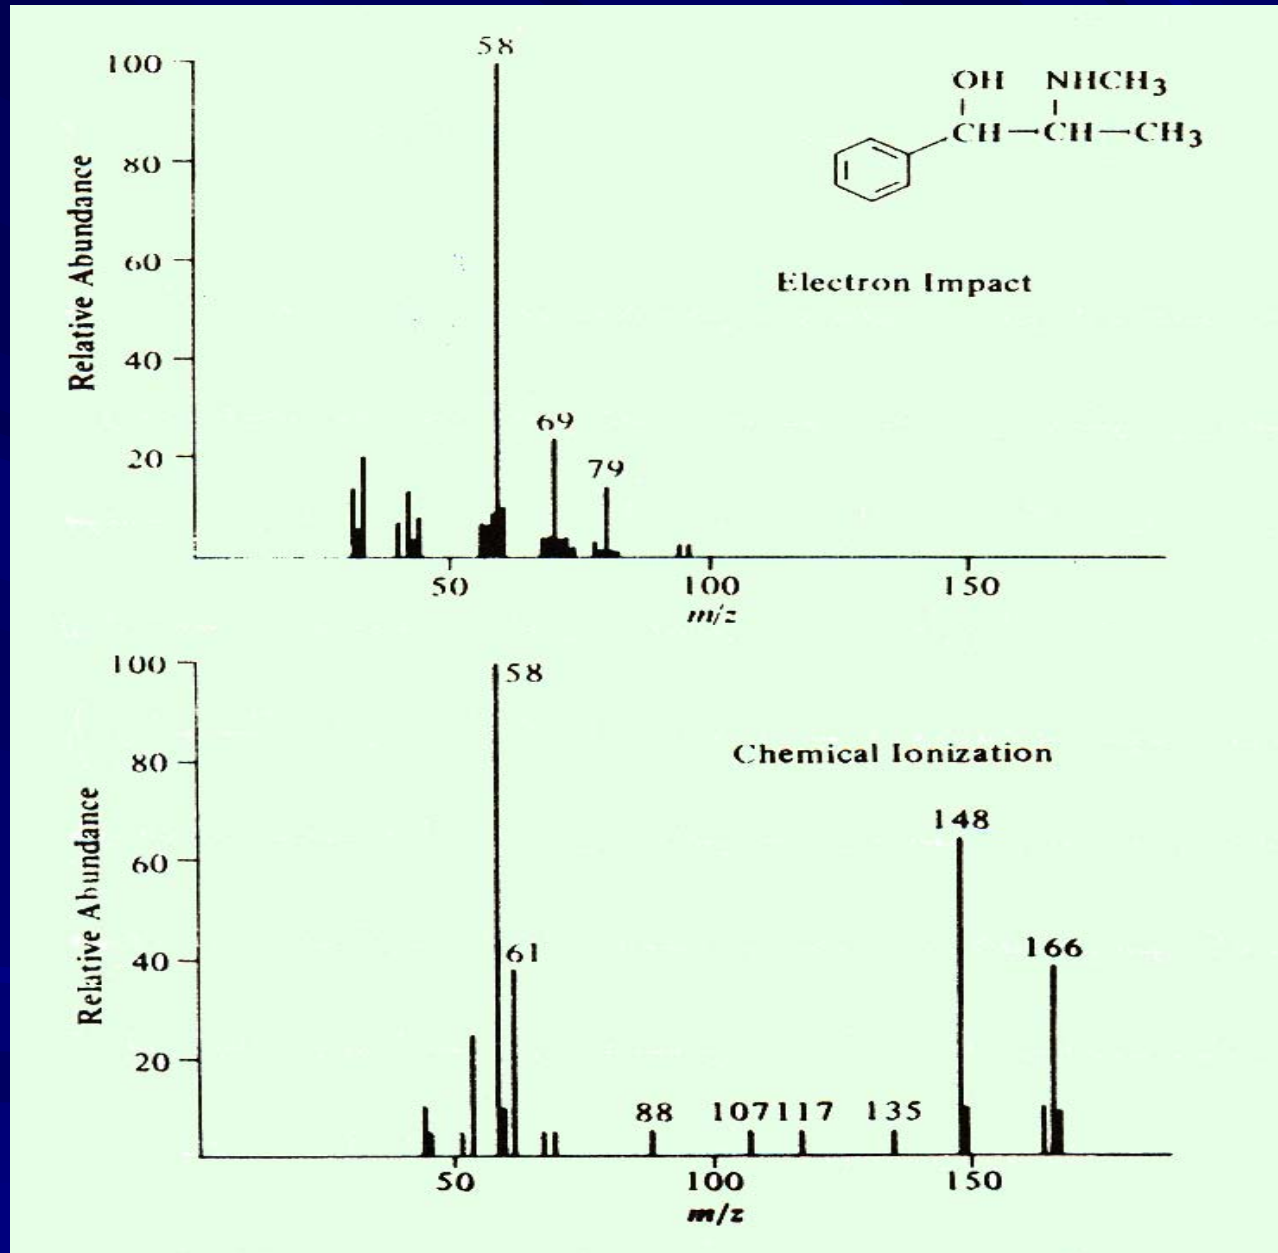 58
100
OH NHCH3
CH—CH—CH3
80
60
Electron Impact
40
69
79
20
Relative Abundance
50 100 150
m/z
100
58
Chemical Ionization
80
148
60
61
166
40
20
88 107 117 135
Relative Abundance
50 100 150
m/z